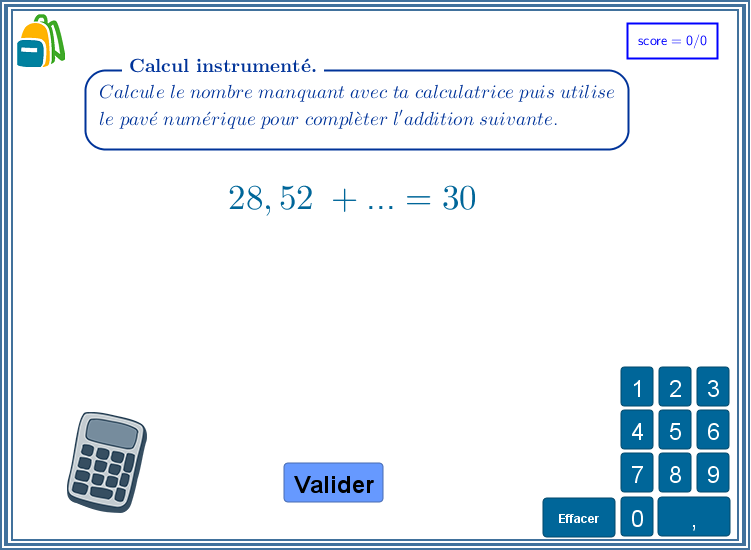 score = 0/0
Calcul instrumenté.
Calcule le nombre manquant avec ta calculatrice puis utilise
le pavé numérique pour complèter l'addition suivante.
28, 52 + ... = 30
1 2 3
4 5 6
7 8 9
Valider
Effacer 0 ,